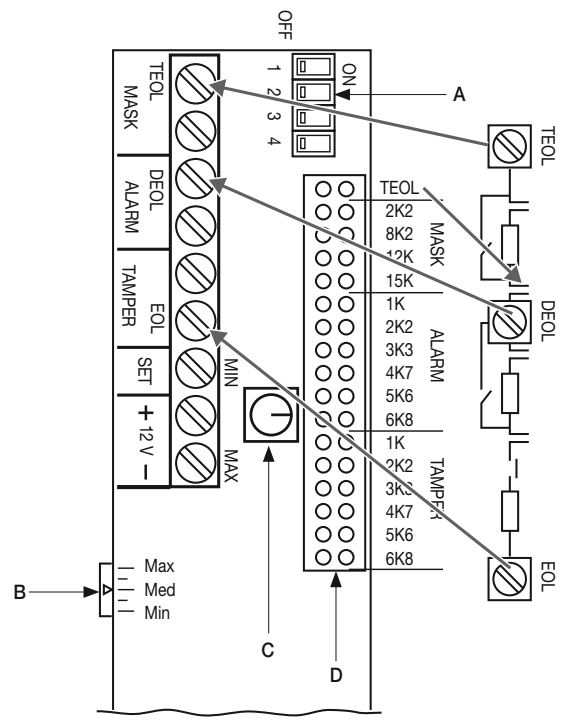 OFF
ON
1
2
3
4
A
TEOL
MASK
DEOL
ALARM
TAMPER
EOL
SET
+ 12 V −
MIN
MAX
TEOL
2K2
8K2
12K
15K
MASK
1K
2K2
3K3
4K7
5K6
6K8
ALARM
1K
2K2
3K3
4K7
5K6
6K8
TAMPER
TEOL
DEOL
EOL
B
Max
Med
Min
C
D